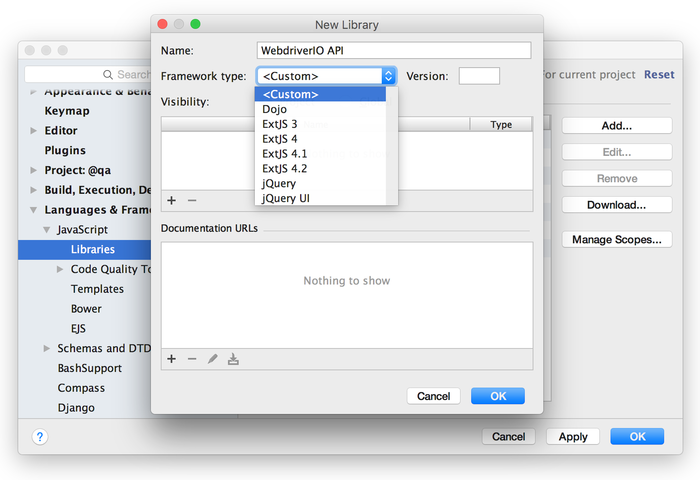 New Library
Name: WebdriverIO API
Framework type: <Custom> Version:
Visibility:
<Custom>
Dojo
ExtJS 3
ExtJS 4
ExtJS 4.1
ExtJS 4.2
jQuery
jQuery UI
Type
Documentation URLs
Nothing to show
Cancel
OK
Search
Appearance & Beha
Keymap
Editor
Plugins
Project: @qa
Build, Execution, De
Languages & Fram
JavaScript
Libraries
Code Quality To
Templates
Bower
EJS
Schemas and DTD
BashSupport
Compass
Django
For current project
Reset
Add...
Edit...
Remove
Download...
Manage Scopes...
?
Cancel
Apply
OK